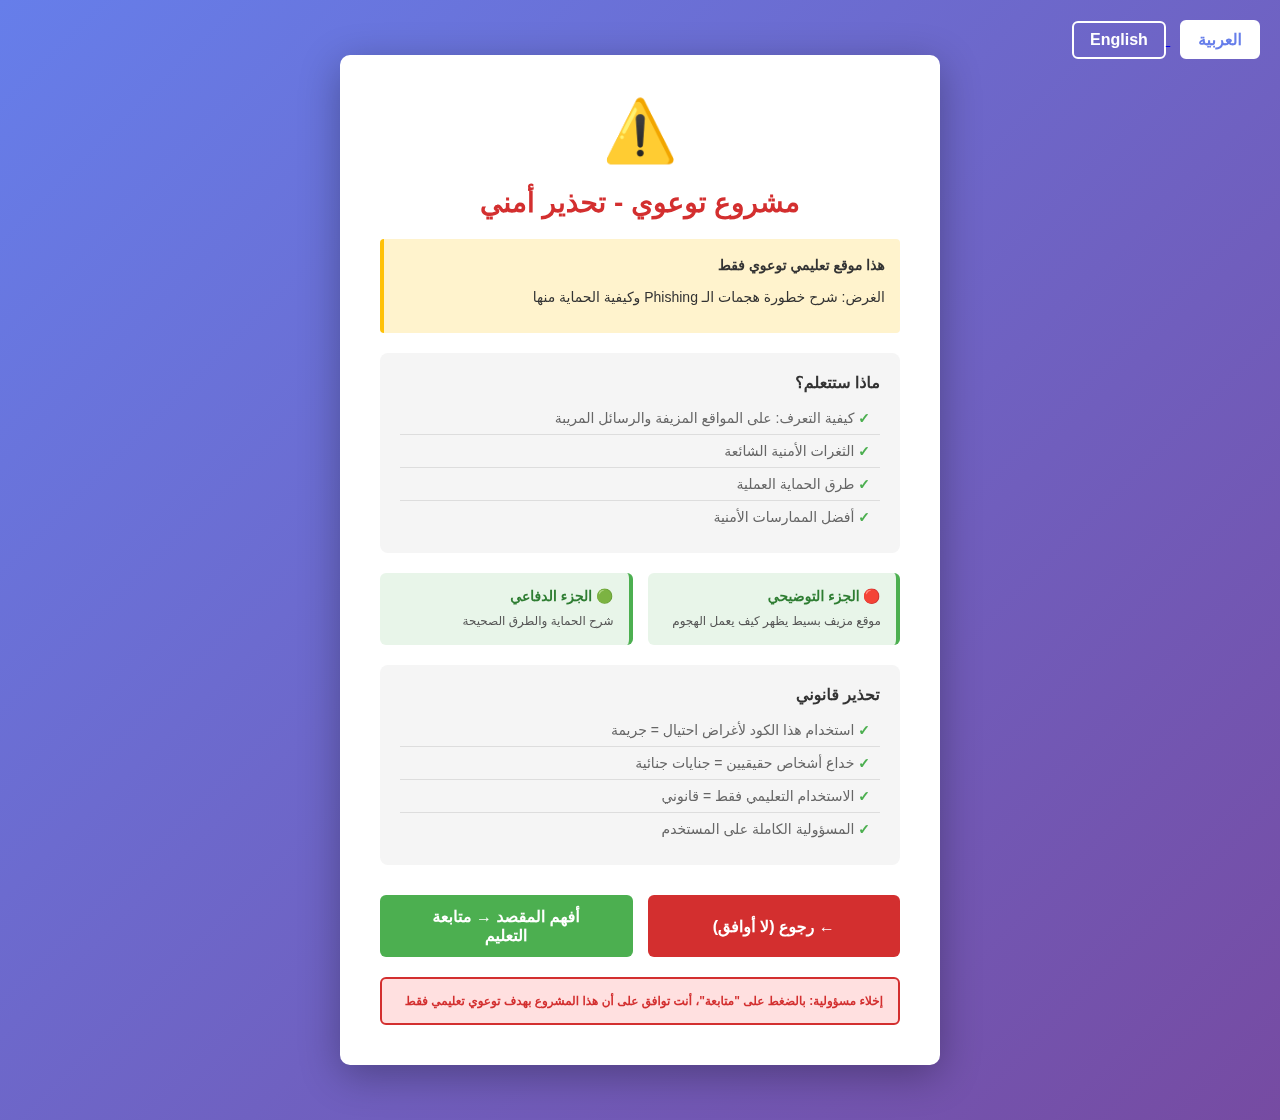 العربية
English
مشروع توعوي - تحذير أمني
هذا موقع تعليمي توعوي فقط
الغرض: شرح خطورة هجمات الـ Phishing وكيفية الحماية منها
ماذا ستتعلم؟
✓ كيفية التعرف: على المواقع المزيفة والرسائل المريبة
✓ الثغرات الأمنية الشائعة
✓ طرق الحماية العملية
✓ أفضل الممارسات الأمنية
🔴 الجزء التوضيحي
موقع مزيف بسيط يظهر كيف يعمل الهجوم
🟢 الجزء الدفاعي
شرح الحماية والطرق الصحيحة
تحذير قانوني
✓ استخدام هذا الكود لأغراض احتيال = جريمة
✓ خداع أشخاص حقيقيين = جنايات جنائية
✓ الاستخدام التعليمي فقط = قانوني
✓ المسؤولية الكاملة على المستخدم
← رجوع (لا أوافق)
أفهم المقصد → متابعة
التعليم
إخلاء مسؤولية: بالضغط على "متابعة"، أنت توافق على أن هذا المشروع بهدف توعوي تعليمي فقط